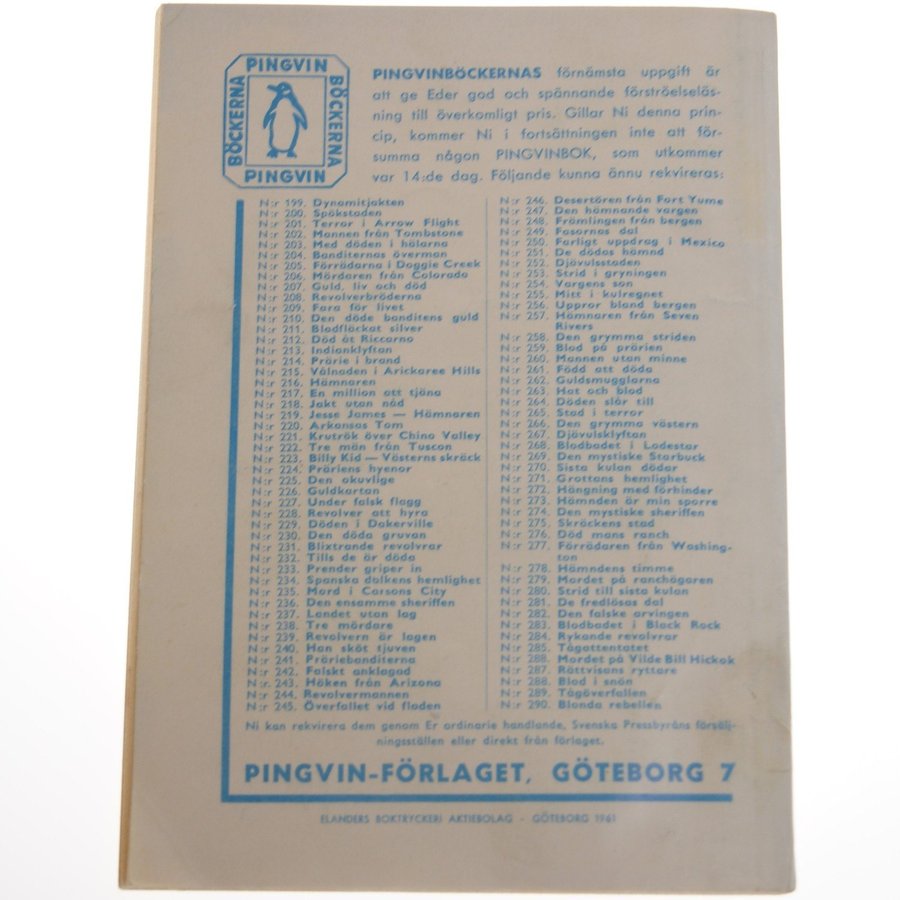 PINGVIN
BÖCKERNA
BÖCKERNA
PINGVIN
PINGVINBÖCKERNAS förnämsta uppgift är
att ge Eder god och spännande förströelseläs-
ning till överkomligt pris. Gillar Ni denna prin-
cip, kommer Ni i fortsättningen inte att för-
summa någon PINGVINBOK, som utkommer
var 14:de dag. Följande kunna ännu rekvireras:
N:r 199. Dynamitjakten
N:r 200. Spökstaden
N:r 201. Terror i Arrow Flight
N:r 202. Mannen från Tombstone
N:r 203. Med döden i hälarna
N:r 204. Banditernas överman
N:r 205. Förrädarna i Doggie Creek
N:r 206. Mördaren från Colorado
N:r 207. Guld, liv och död
N:r 208. Revolverbröderna
N:r 209. Fara för livet
N:r 210. Den döde banditens guld
N:r 211. Blodfläckat silver
N:r 212. Död åt Riccarno
N:r 213. Indianklyftan
N:r 214. Prärie i brand
N:r 215. Vålnaden i Arickaree Hills
N:r 216. Hämnaren
N:r 217. En million att tjäna
N:r 218. Jakt utan nåd
N:r 219. Jesse James — Hämnaren
N:r 220. Arkansas Tom
N:r 221. Krutrök över China Valley
N:r 222. Tre män från Tuscon
N:r 223. Billy Kid — Västerns skräck
N:r 224. Präriens hyenor
N:r 225. Den okuvlige
N:r 226. Guldkartan
N:r 227. Under falsk flagg
N:r 228. Revolver att hyra
N:r 229. Döden i Dakerville
N:r 230. Den döda gruvan
N:r 231. Blixtrande revolvrar
N:r 232. Tills de är döda
N:r 233. Prender griper in
N:r 234. Spanska dolkens hemlighet
N:r 235. Mord i Carsons City
N:r 236. Den ensamme sheriffen
N:r 237. Landet utan lag
N:r 238. Tre mördare
N:r 239. Revolvern är lagen
N:r 240. Han sköt tjuven
N:r 241. Präriebanditerna
N:r 242. Falskt anklagad
N:r 243. Höken från Arizona
N:r 244. Revolvermannen
N:r 245. Överfallet vid floden
N:r 246. Desertören från Fort Yume
N:r 247. Den hämnande vargen
N:r 248. Främlingen från bergen
N:r 249. Fasornas dal
N:r 250. Farligt uppdrag i Mexico
N:r 251. De dödas hämnd
N:r 252. Djävulsstaden
N:r 253. Strid i gryningen
N:r 254. Vargens son
N:r 255. Mitt i kulregnet
N:r 256. Uppror bland bergen
N:r 257. Hämnaren från Seven
Rivers
N:r 258. Den grymma striden
N:r 259. Blod på prärien
N:r 260. Mannen utan minne
N:r 261. Född att döda
N:r 262. Guldsmugglarna
N:r 263. Hat och blod
N:r 264. Döden slår till
N:r 265. Stad i terror
N:r 266. Den grymma västern
N:r 267. Djävulsklyftan
N:r 268. Blodbadet i Lodestar
N:r 269. Den mystiske Starbuck
N:r 270. Sista kulan dödar
N:r 271. Grottans hemlighet
N:r 272. Hängning med förhinder
N:r 273. Hämnden är min sporre
N:r 274. Den mystiske sheriffen
N:r 275. Skräckens stad
N:r 276. Död mans ranch
N:r 277. Förrädaren från Washing-
ton
N:r 278. Hämndens timme
N:r 279. Mordet på ranchägaren
N:r 280. Strid till sista kulan
N:r 281. De fredlösas dal
N:r 282. Den falske arvingen
N:r 283. Blodbadet i Black Rock
N:r 284. Rykande revolvrar
N:r 285. Tågattentatet
N:r 288. Mordet på Vilde Bill Hickok
N:r 287. Rättvisans ryttare
N:r 288. Blod i snön
N:r 289. Tågöverfallen
N:r 290. Blonda rebellen
Ni kan rekvirera dem genom Er ordinarie handlande, Svenska Pressbyråns försälj-
ningsställen eller direkt från förlaget.
PINGVIN-FÖRLAGET, GÖTEBORG 7
ELANDERS BOKTRYCKERI AKTIEBOLAG - GÖTEBORG 1961